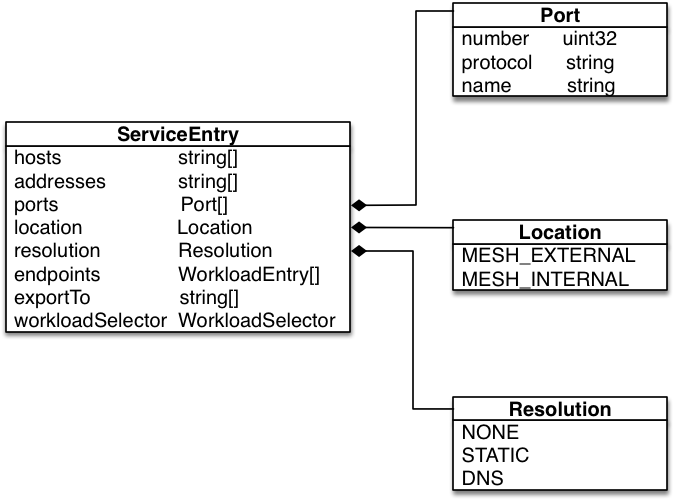 Port
number uint32
protocol string
name string
ServiceEntry
hosts string[]
addresses string[]
ports Port[]
location Location
resolution Resolution
endpoints WorkloadEntry[]
exportTo string[]
workloadSelector WorkloadSelector
Location
MESH_EXTERNAL
MESH_INTERNAL
Resolution
NONE
STATIC
DNS